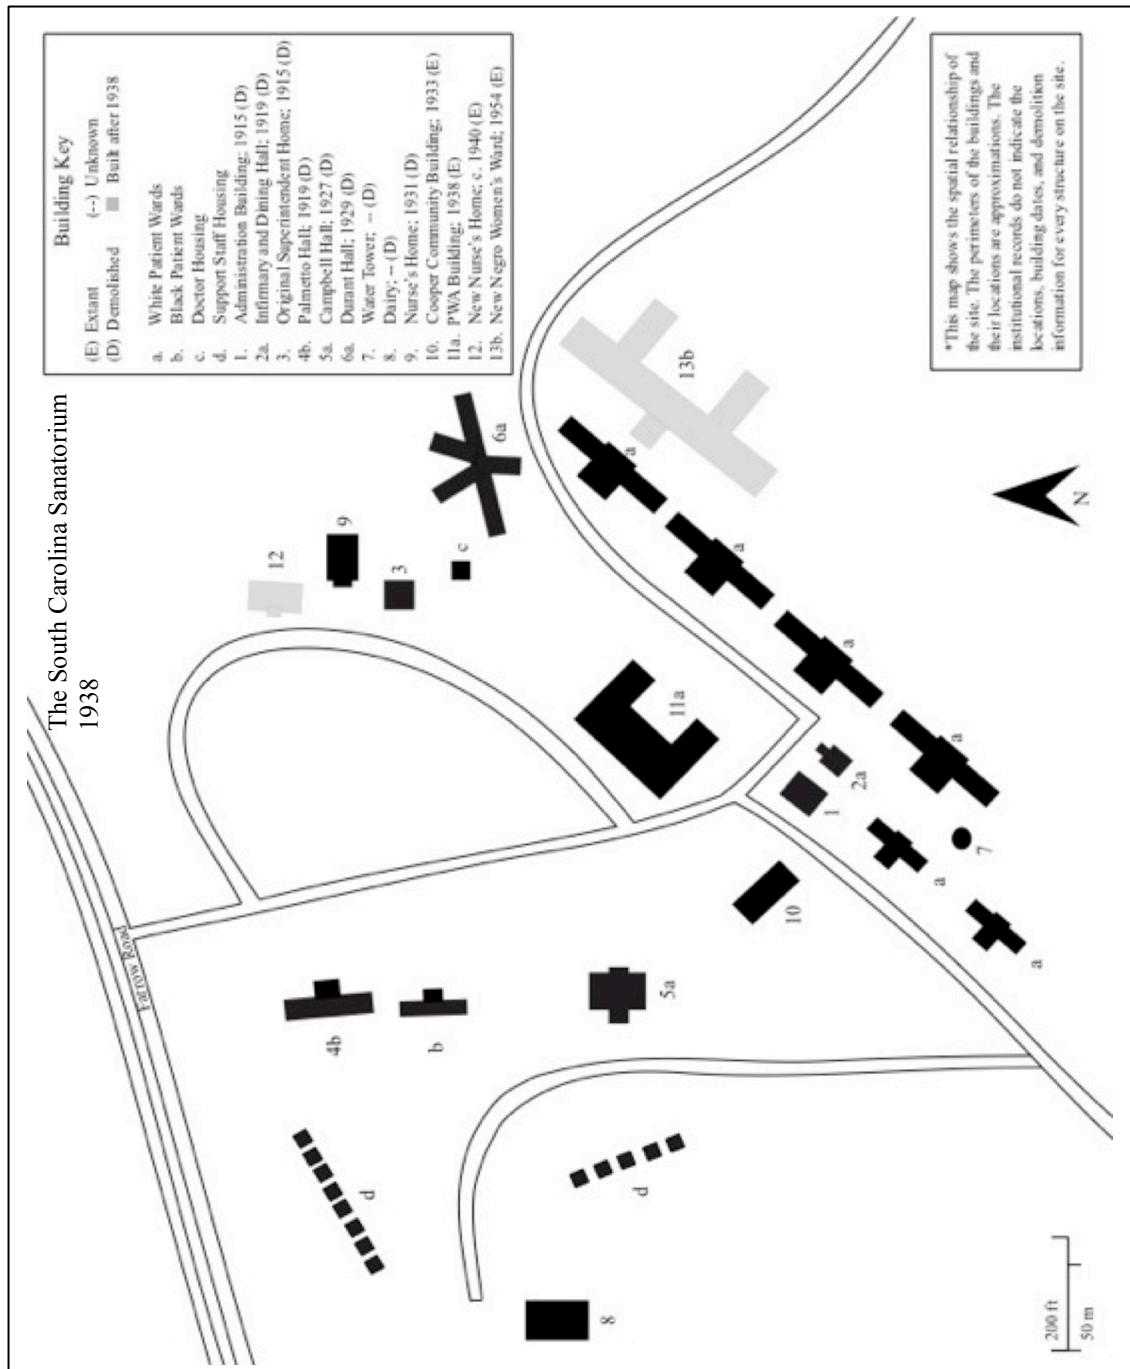 The South Carolina Sanatorium
1938
Building Key
(E) Extant (--) Unknown
(D) Demolished Built after 1938
a. White Patient Wards
b. Black Patient Wards
c. Doctor Housing
d. Support Staff Housing
1. Administration Building; 1915 (D)
2a. Infirmary and Dining Hall; 1919 (D)
3. Original Superintendent Home; 1915 (D)
4b. Palmetto Hall; 1919 (D)
5a. Campbell Hall; 1927 (D)
6a. Durant Hall; 1929 (D)
7. Water Tower; -- (D)
8. Dairy; -- (D)
9. Nurse's Home; 1931 (D)
10. Cooper Community Building; 1933 (E)
11a. PWA Building; 1938 (E)
12. New Nurse's Home; c. 1940 (E)
13b. New Negro Women's Ward; 1954 (E)
Farrow Road
12
9
3
c
6a
4b
b
d
d
8
5a
10
11a
1
2a
7
a
a
a
a
a
a
13b
N
200 ft
50 m
*This map shows the spatial relationship of
the site. The perimeters of the buildings and
their locations are approximations. The
institutional records do not indicate the
locations, building dates, and demolition
information for every structure on the site.